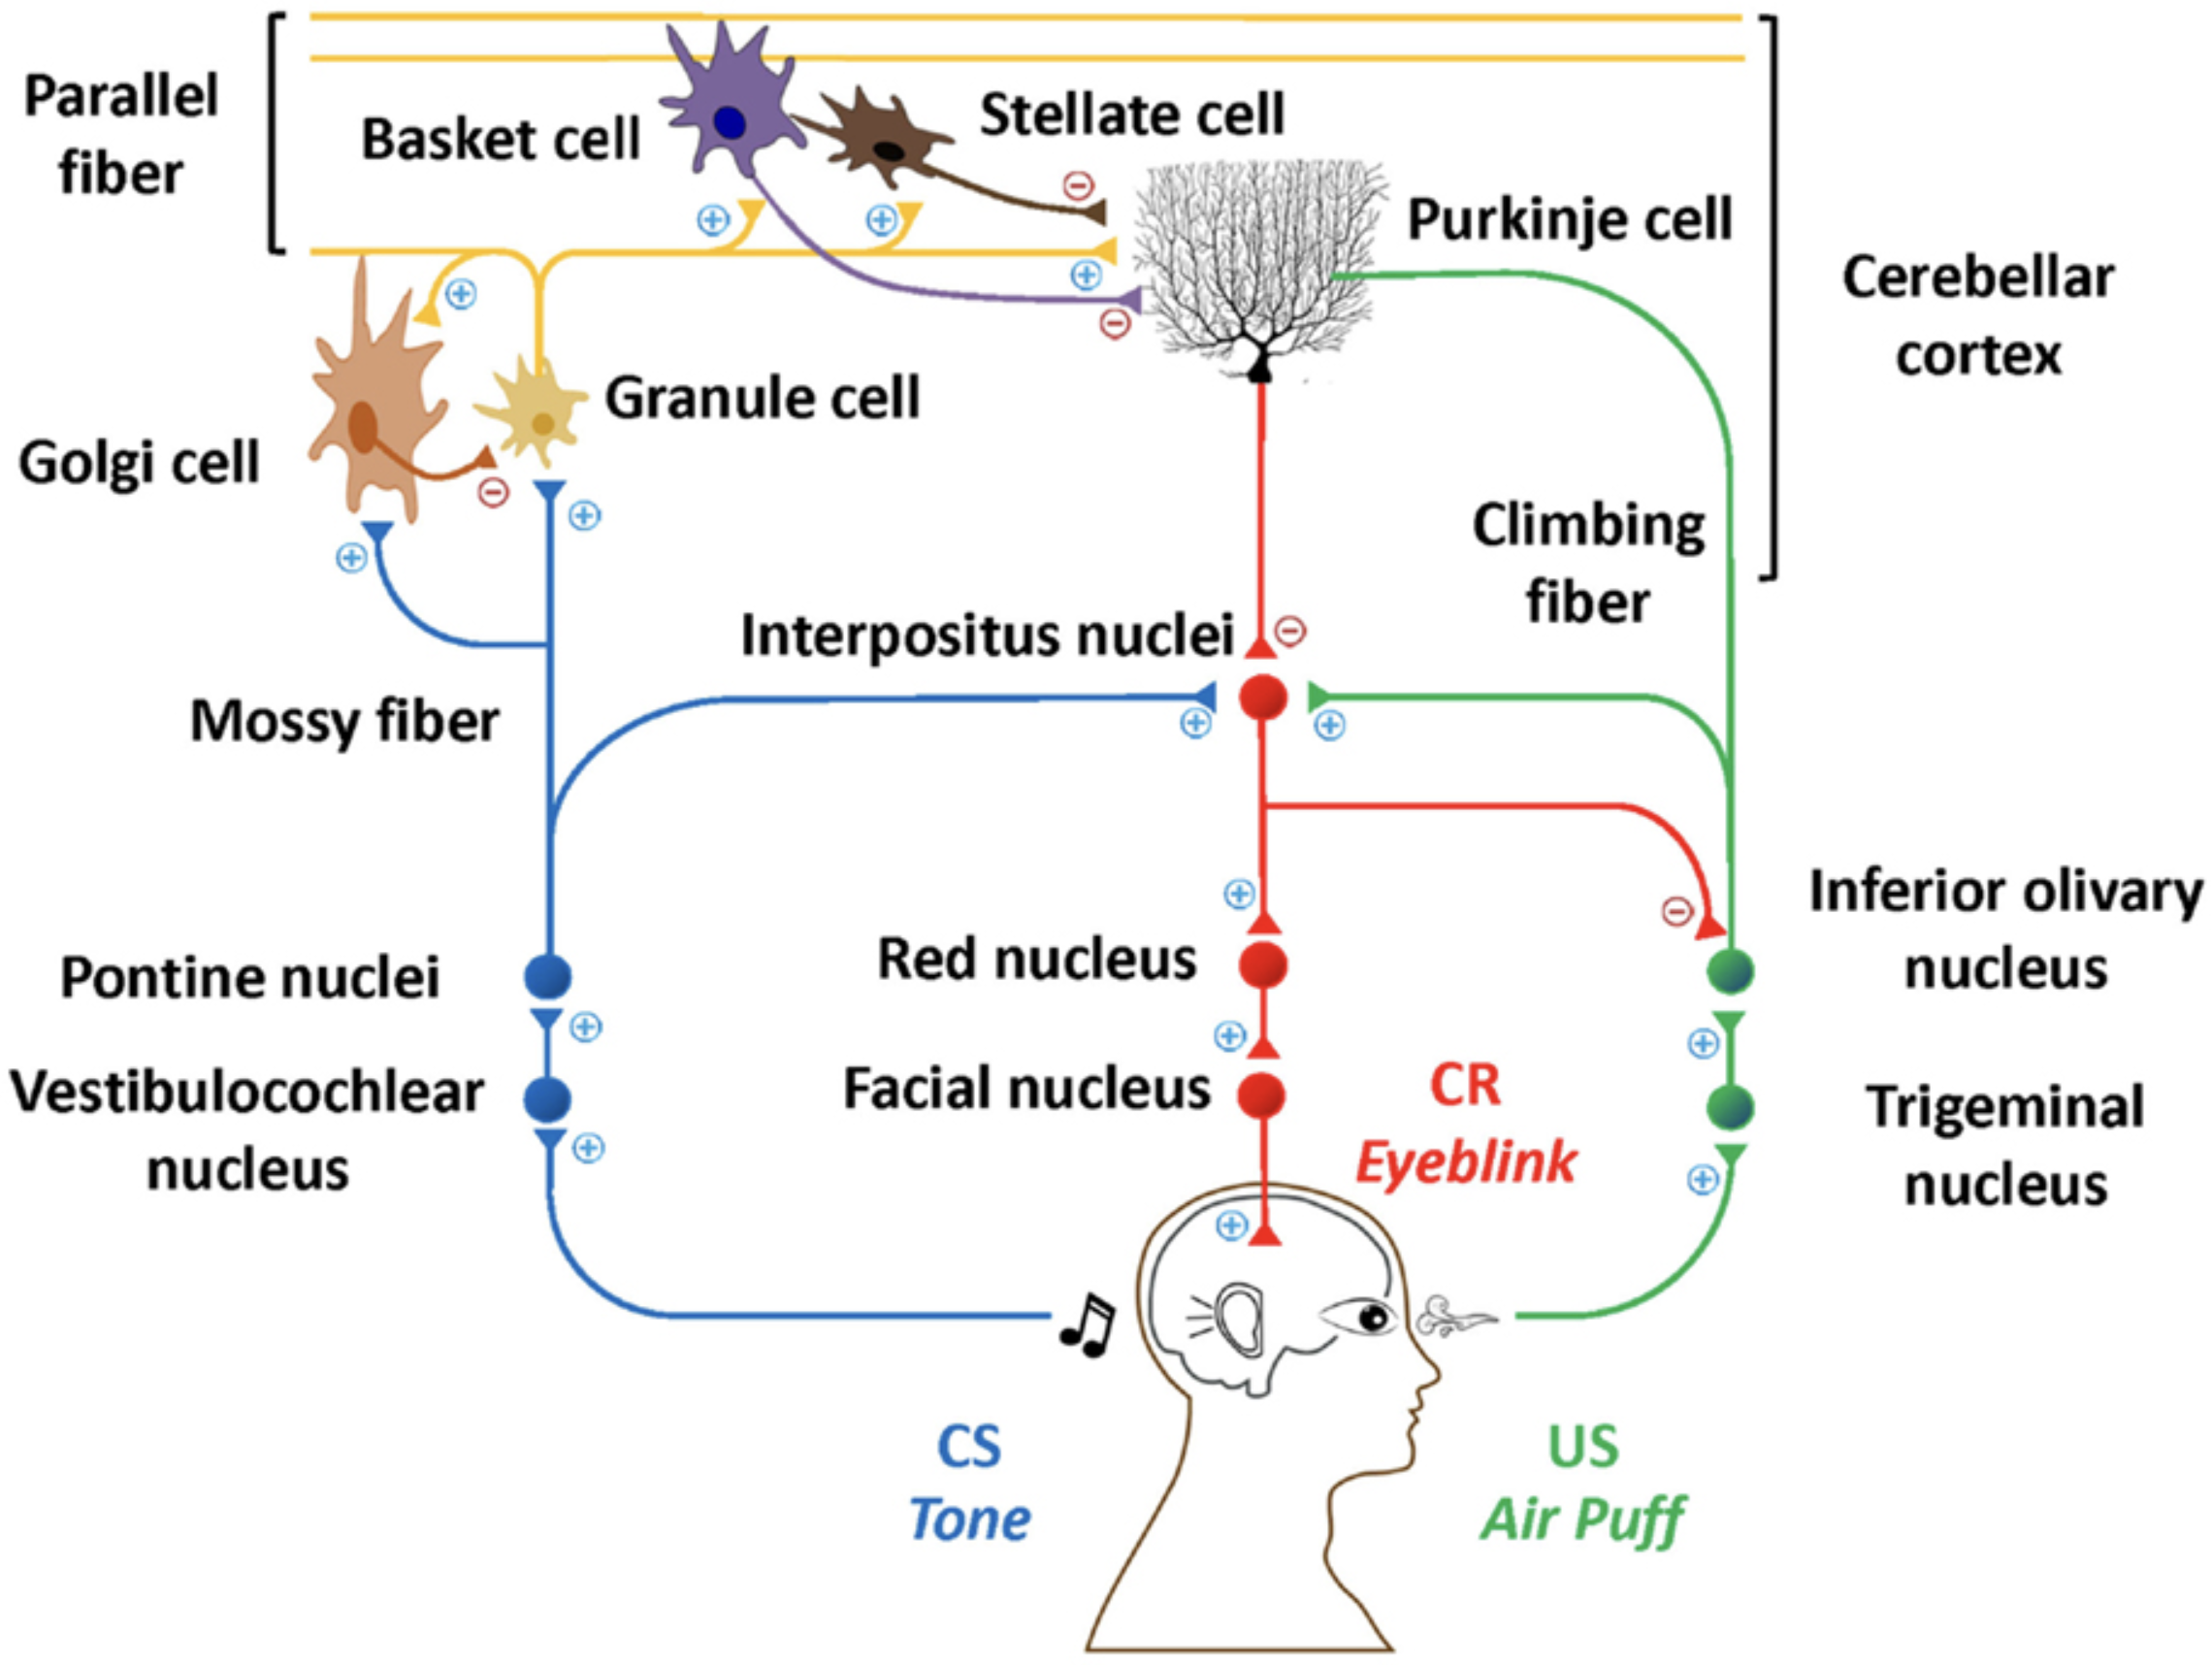 Parallel
fiber
Basket cell
Stellate cell
Purkinje cell
Cerebellar
cortex
Granule cell
Golgi cell
Climbing
fiber
Interpositus nuclei
Mossy fiber
Inferior olivary
nucleus
Pontine nuclei
Red nucleus
Vestibulocochlear
nucleus
Facial nucleus
CR
Eyeblink
Trigeminal
nucleus
CS
Tone
US
Air Puff